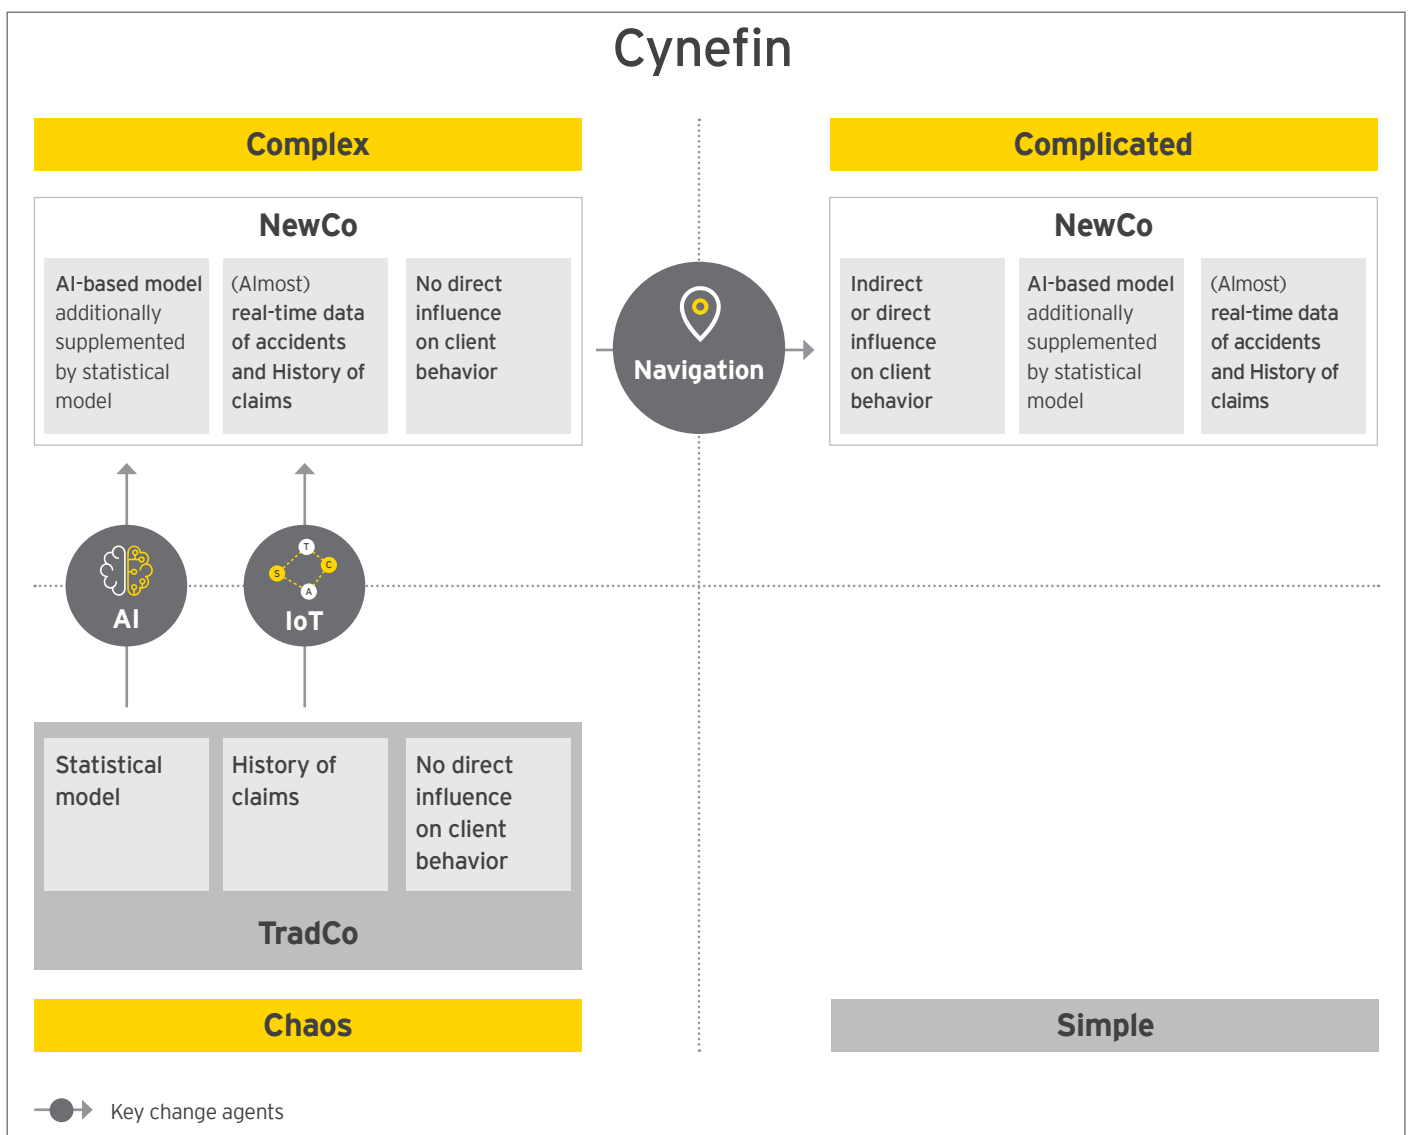 Cynefin
Complex
Complicated
NewCo
AI-based model
additionally
supplemented
by statistical
model
(Almost)
real-time data
of accidents
and History of
claims
No direct
influence
on client
behavior
Navigation
NewCo
Indirect
or direct
influence
on client
behavior
AI-based model
additionally
supplemented
by statistical
model
(Almost)
real-time data
of accidents
and History of
claims
AI
T
C
S
A
IoT
Statistical
model
History of
claims
No direct
influence
on client
behavior
TradCo
Chaos
Simple
Key change agents